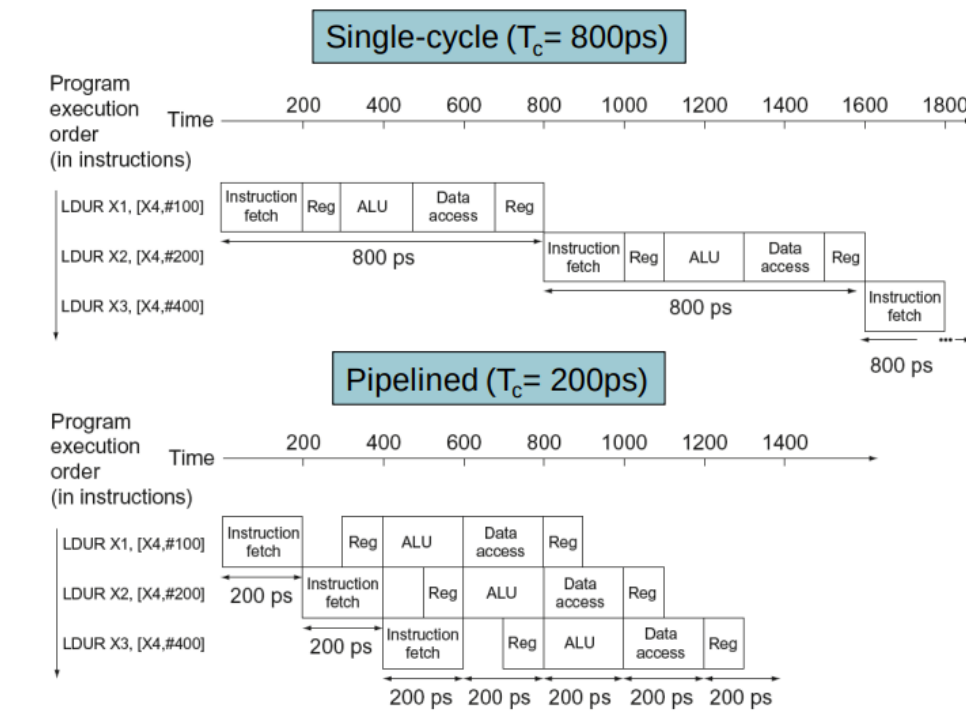 Single-cycle (Tc= 800ps)
Program
execution
order
(in instructions)
Time
200 400 600 800 1000 1200 1400 1600 1800
LDUR X1, [X4,#100]
Instruction
fetch
Reg
ALU
Data
access
Reg
800 ps
LDUR X2, [X4,#200]
Instruction
fetch
Reg
ALU
Data
access
Reg
800 ps
LDUR X3, [X4,#400]
Instruction
fetch
...
800 ps
Pipelined (Tc= 200ps)
Program
execution
order
(in instructions)
Time
200 400 600 800 1000 1200 1400
LDUR X1, [X4,#100]
Instruction
fetch
Reg
ALU
Data
access
Reg
200 ps
LDUR X2, [X4,#200]
Instruction
fetch
Reg
ALU
Data
access
Reg
200 ps
LDUR X3, [X4,#400]
Instruction
fetch
Reg
ALU
Data
access
Reg
200 ps 200 ps 200 ps 200 ps 200 ps